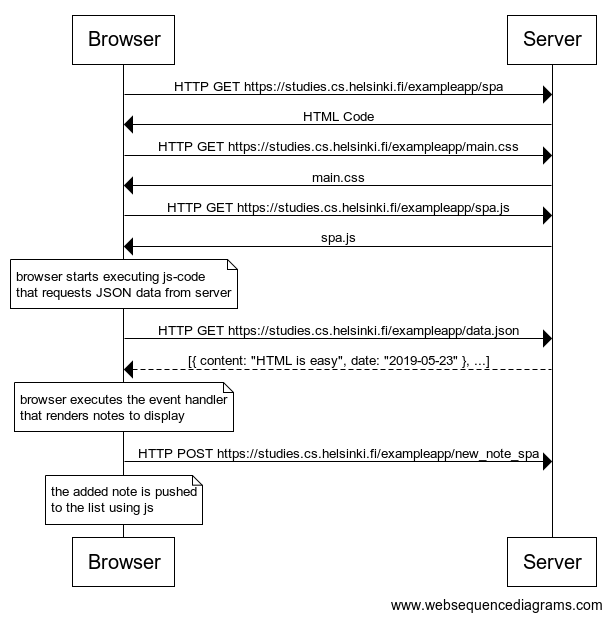 Browser
Server
HTTP GET https://studies.cs.helsinki.fi/exampleapp/spa
HTML Code
HTTP GET https://studies.cs.helsinki.fi/exampleapp/main.css
main.css
HTTP GET https://studies.cs.helsinki.fi/exampleapp/spa.js
spa.js
browser starts executing js-code
that requests JSON data from server
HTTP GET https://studies.cs.helsinki.fi/exampleapp/data.json
[{ content: "HTML is easy", date: "2019-05-23" }, ...]
browser executes the event handler
that renders notes to display
HTTP POST https://studies.cs.helsinki.fi/exampleapp/new_note_spa
the added note is pushed
to the list using js
Browser
Server
www.websequencediagrams.com